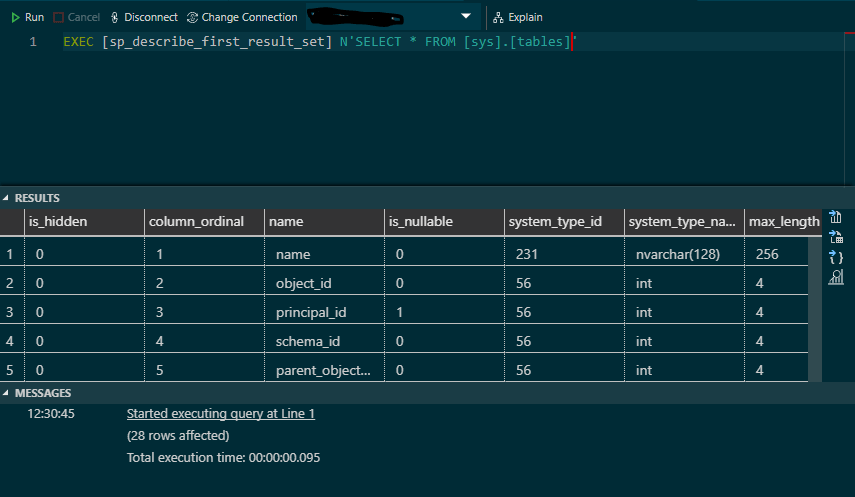 Run Cancel Disconnect Change Connection Explain
1 EXEC [sp_describe_first_result_set] N'SELECT * FROM [sys].[tables]'
RESULTS
is_hidden column_ordinal name is_nullable system_type_id system_type_na... max_length
1 0 1 name 0 231 nvarchar(128) 256
2 0 2 object_id 0 56 int 4
3 0 3 principal_id 1 56 int 4
4 0 4 schema_id 0 56 int 4
5 0 5 parent_object... 0 56 int 4
MESSAGES
12:30:45 Started executing query at Line 1
(28 rows affected)
Total execution time: 00:00:00.095